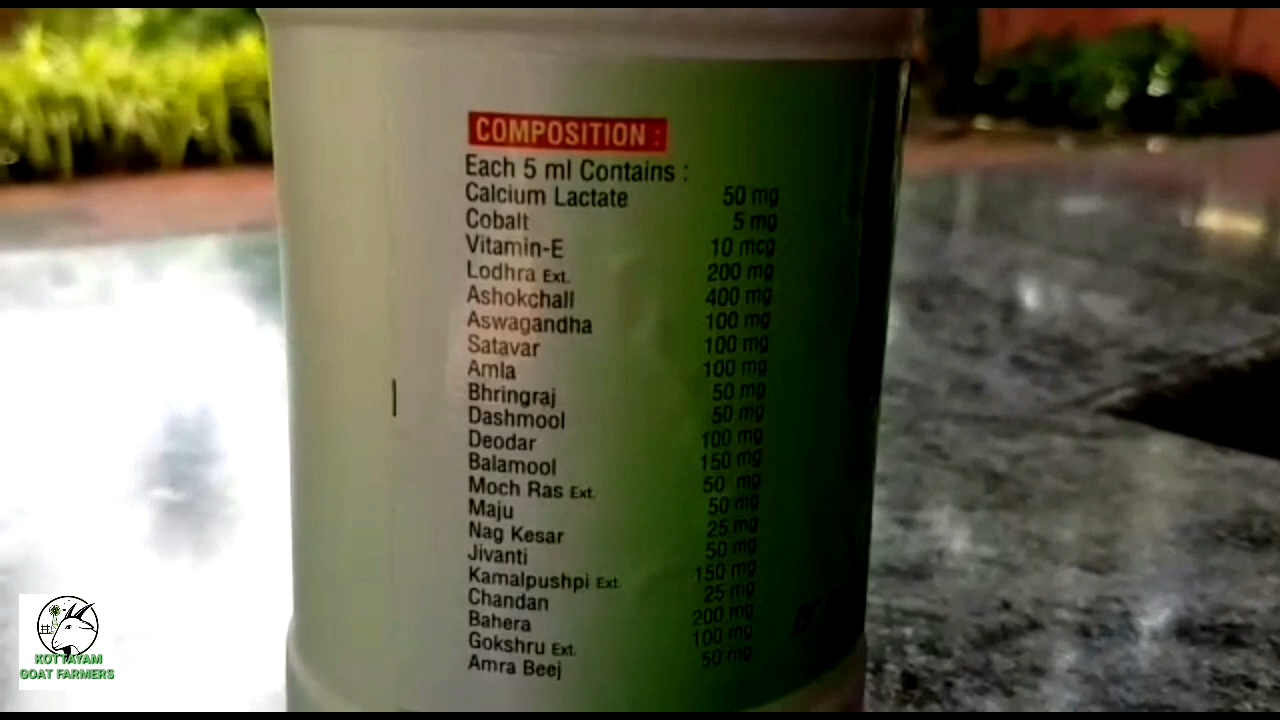 COMPOSITION :
Each 5 ml Contains :
Calcium Lactate 50 mg
Cobalt 5 mg
Vitamin-E 10 mcg
Lodhra Ext. 200 mg
Ashokchall 400 mg
Aswagandha 100 mg
Satavar 100 mg
Amla 100 mg
Bhringraj 50 mg
Dashmool 50 mg
Deodar 100 mg
Balamool 150 mg
Moch Ras Ext. 50 mg
Maju 50 mg
Nag Kesar 25 mg
Jivanti 50 mg
Kamalpushpi Ext. 150 mg
Chandan 25 mg
Bahera 200 mg
Gokshru Ext. 100 mg
Amra Beej 50 mg
KOTTAYAM
GOAT FARMERS